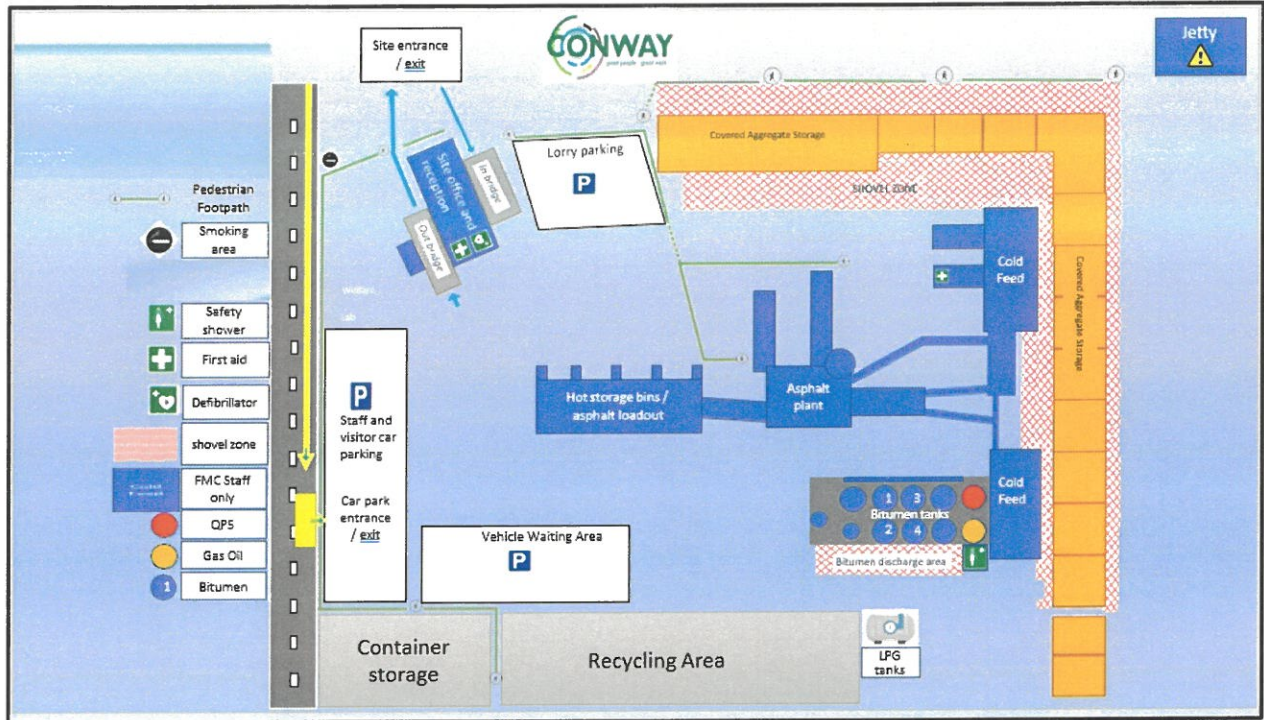 Site entrance
/ exit
CONWAY
Jetty
Covered Aggregate Storage
Lorry parking
P
In bridge
Site office and
reception
Out bridge
SHOVEL ZONE
Pedestrian
Footpath
Smoking
area
Safety
shower
First aid
Defibrillator
shovel zone
FMC Staff
only
QPS
Gas Oil
1
Bitumen
P
Staff and
visitor car
parking
Car park
entrance
/ exit
Cold
Feed
Covered Aggregate Storage
Hot storage bins /
asphalt loadout
Asphalt
plant
Cold
Feed
1 3
Bitumen tanks
2 4
Bitumen discharge area
Vehicle Waiting Area
P
Container
storage
Recycling Area
LPG
tanks